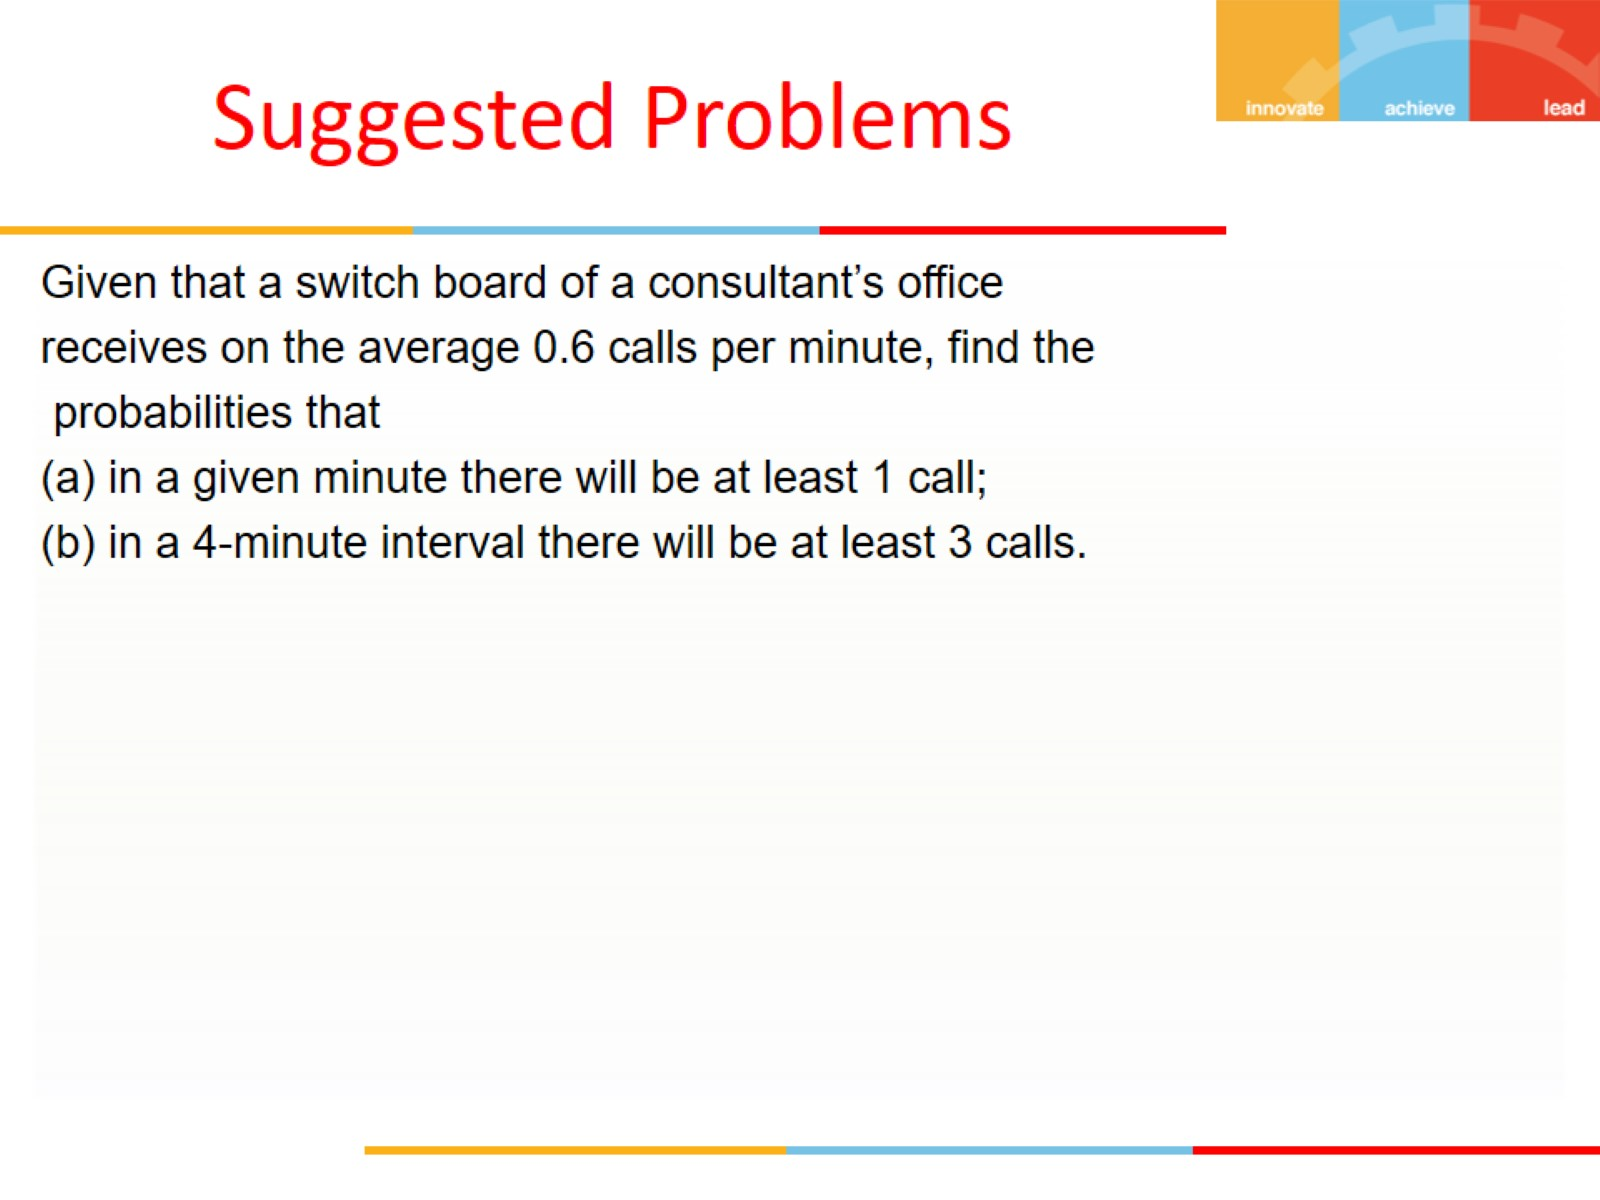 innovate achieve lead
Suggested Problems
Given that a switch board of a consultant’s office
receives on the average 0.6 calls per minute, find the
probabilities that
(a) in a given minute there will be at least 1 call;
(b) in a 4-minute interval there will be at least 3 calls.